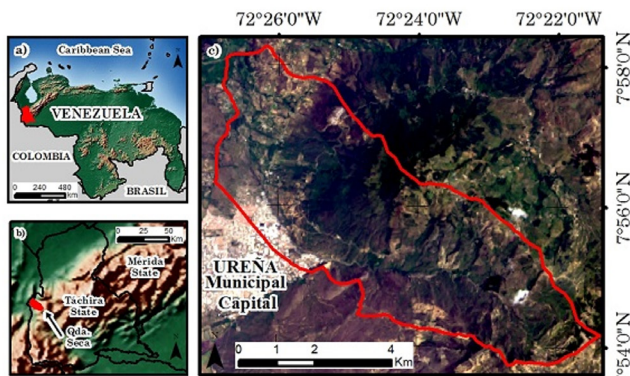 72°26'0"W 72°24'0"W 72°22'0"W
a)
Caribbean Sea
VENEZUELA
COLOMBIA
BRASIL
0 240 480
Km
b)
0 25 50
Km
Mérida
State
Táchira
State
Qda.
Seca
c)
UREÑA
Municipal
Capital
0 1 2 4
Km
7°58'0"N
7°56'0"N
7°54'0"N